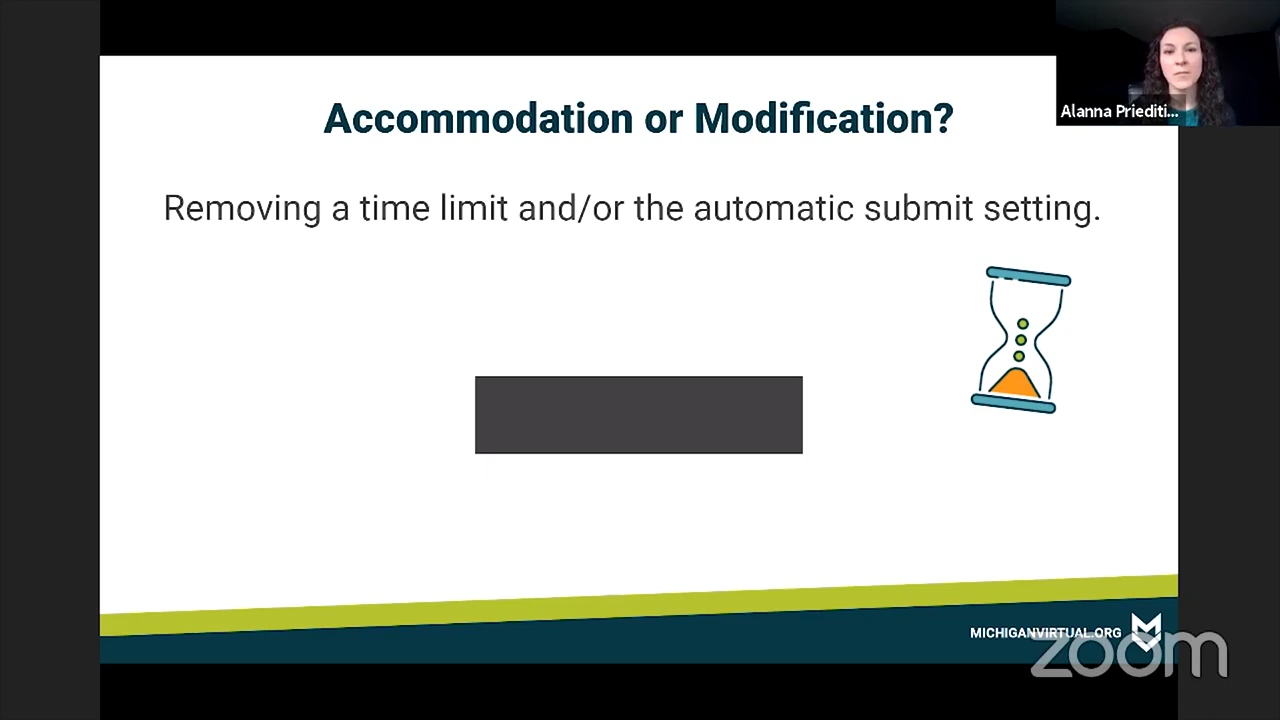 Accommodation or Modification?
Alanna Priediti...
Removing a time limit and/or the automatic submit setting.
MICHIGANVIRTUAL.ORG
zoom